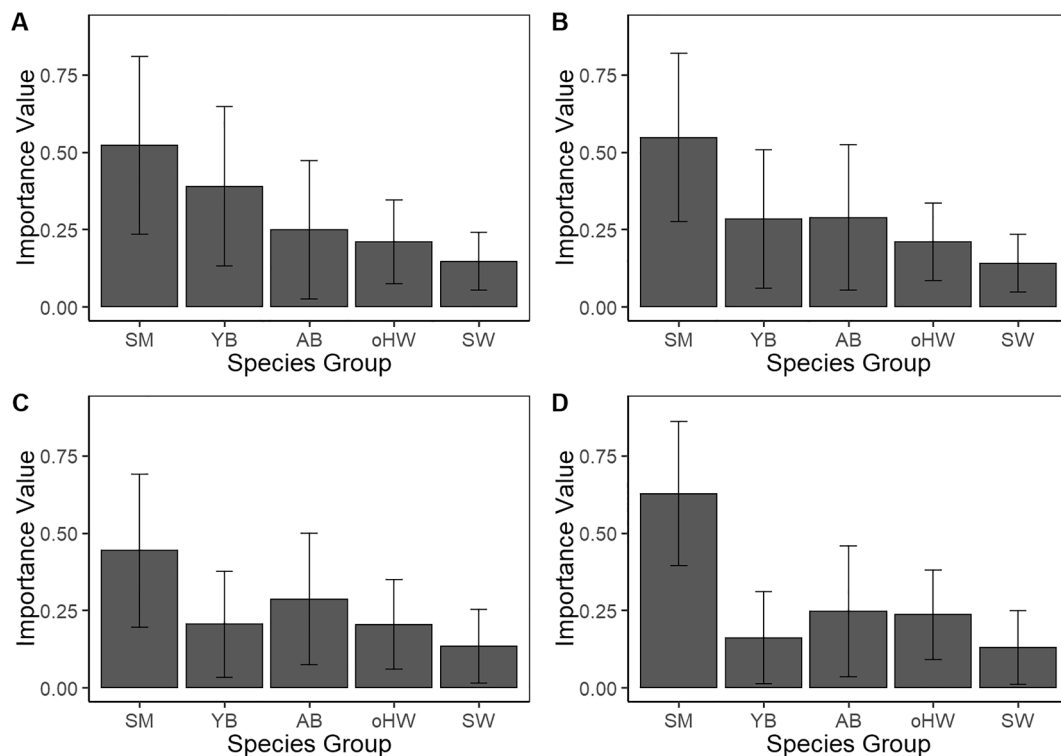 A
Importance Value
0.75
0.50
0.25
0.00
SM YB AB oHW SW
Species Group
B
Importance Value
0.75
0.50
0.25
0.00
SM YB AB oHW SW
Species Group
C
Importance Value
0.75
0.50
0.25
0.00
SM YB AB oHW SW
Species Group
D
Importance Value
0.75
0.50
0.25
0.00
SM YB AB oHW SW
Species Group